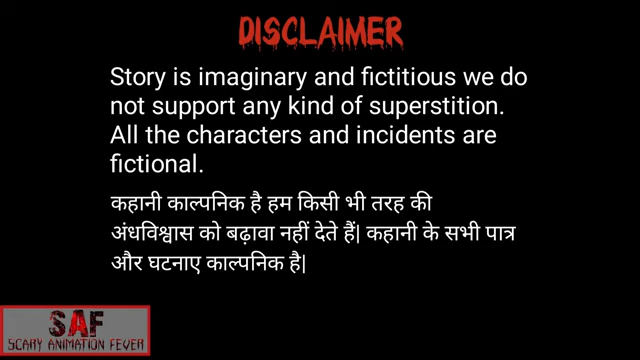 DISCLAIMER
Story is imaginary and fictitious we do
not support any kind of superstition.
All the characters and incidents are
fictional.
कहानी काल्पनिक है हम किसी भी तरह की
अंधविश्वास को बढ़ावा नहीं देते हैं| कहानी के सभी पात्र
और घटनाए काल्पनिक है|
SAF
SCARY ANIMATION FEVER